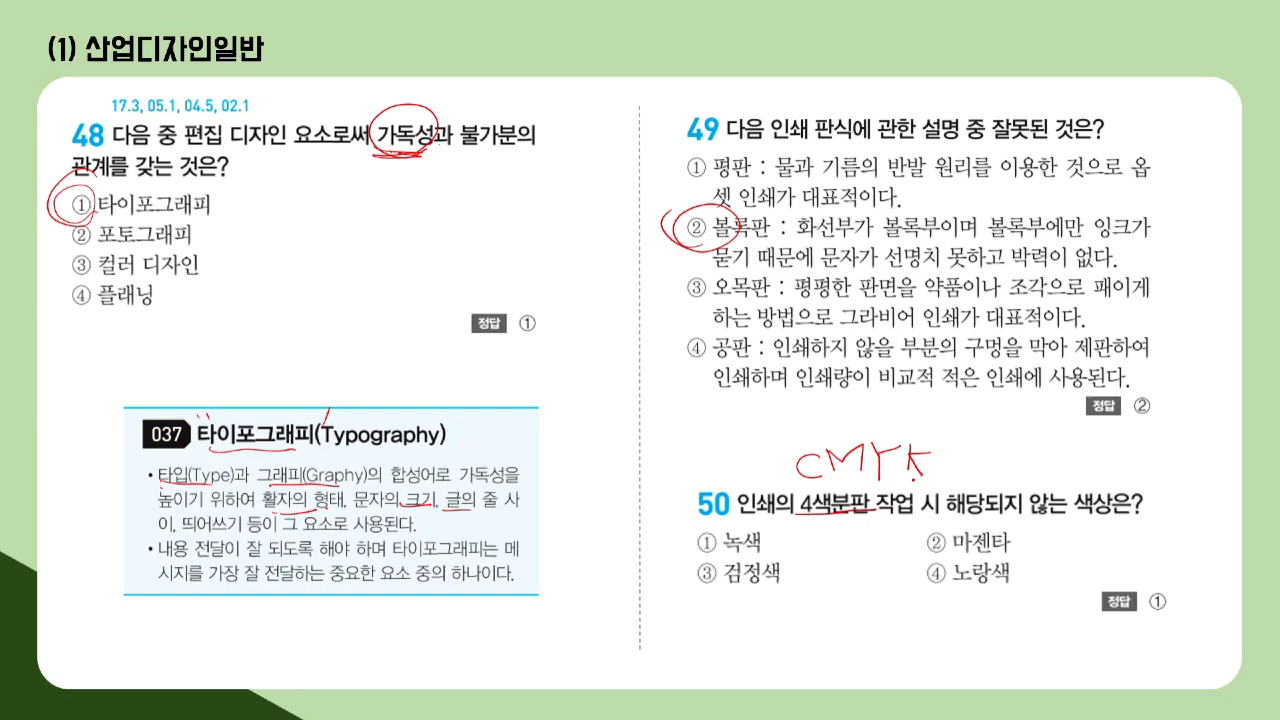 (1) 산업디자인일반
17.3, 05.1, 04.5, 02.1
48 다음 중 편집 디자인 요소로써 가독성과 불가분의
관계를 갖는 것은?
① 타이포그래피
② 포토그래피
③ 컬러 디자인
④ 플래닝
정답 ①
037 타이포그래피(Typography)
• 타입(Type)과 그래피(Graphy)의 합성어로 가독성을
높이기 위하여 활자의 형태, 문자의 크기, 글의 줄 사
이, 띄어쓰기 등이 그 요소로 사용된다.
• 내용 전달이 잘 되도록 해야 하며 타이포그래피는 메
시지를 가장 잘 전달하는 중요한 요소 중의 하나이다.
49 다음 인쇄 판식에 관한 설명 중 잘못된 것은?
① 평판 : 물과 기름의 반발 원리를 이용한 것으로 옵
셋 인쇄가 대표적이다.
② 볼록판 : 화선부가 볼록부이며 볼록부에만 잉크가
묻기 때문에 문자가 선명치 못하고 박력이 없다.
③ 오목판 : 평평한 판면을 약품이나 조각으로 패이게
하는 방법으로 그라비어 인쇄가 대표적이다.
④ 공판 : 인쇄하지 않을 부분의 구멍을 막아 제판하여
인쇄하며 인쇄량이 비교적 적은 인쇄에 사용된다.
정답 ②
CMYK
50 인쇄의 4색분판 작업 시 해당되지 않는 색상은?
① 녹색 ② 마젠타
③ 검정색 ④ 노랑색
정답 ①